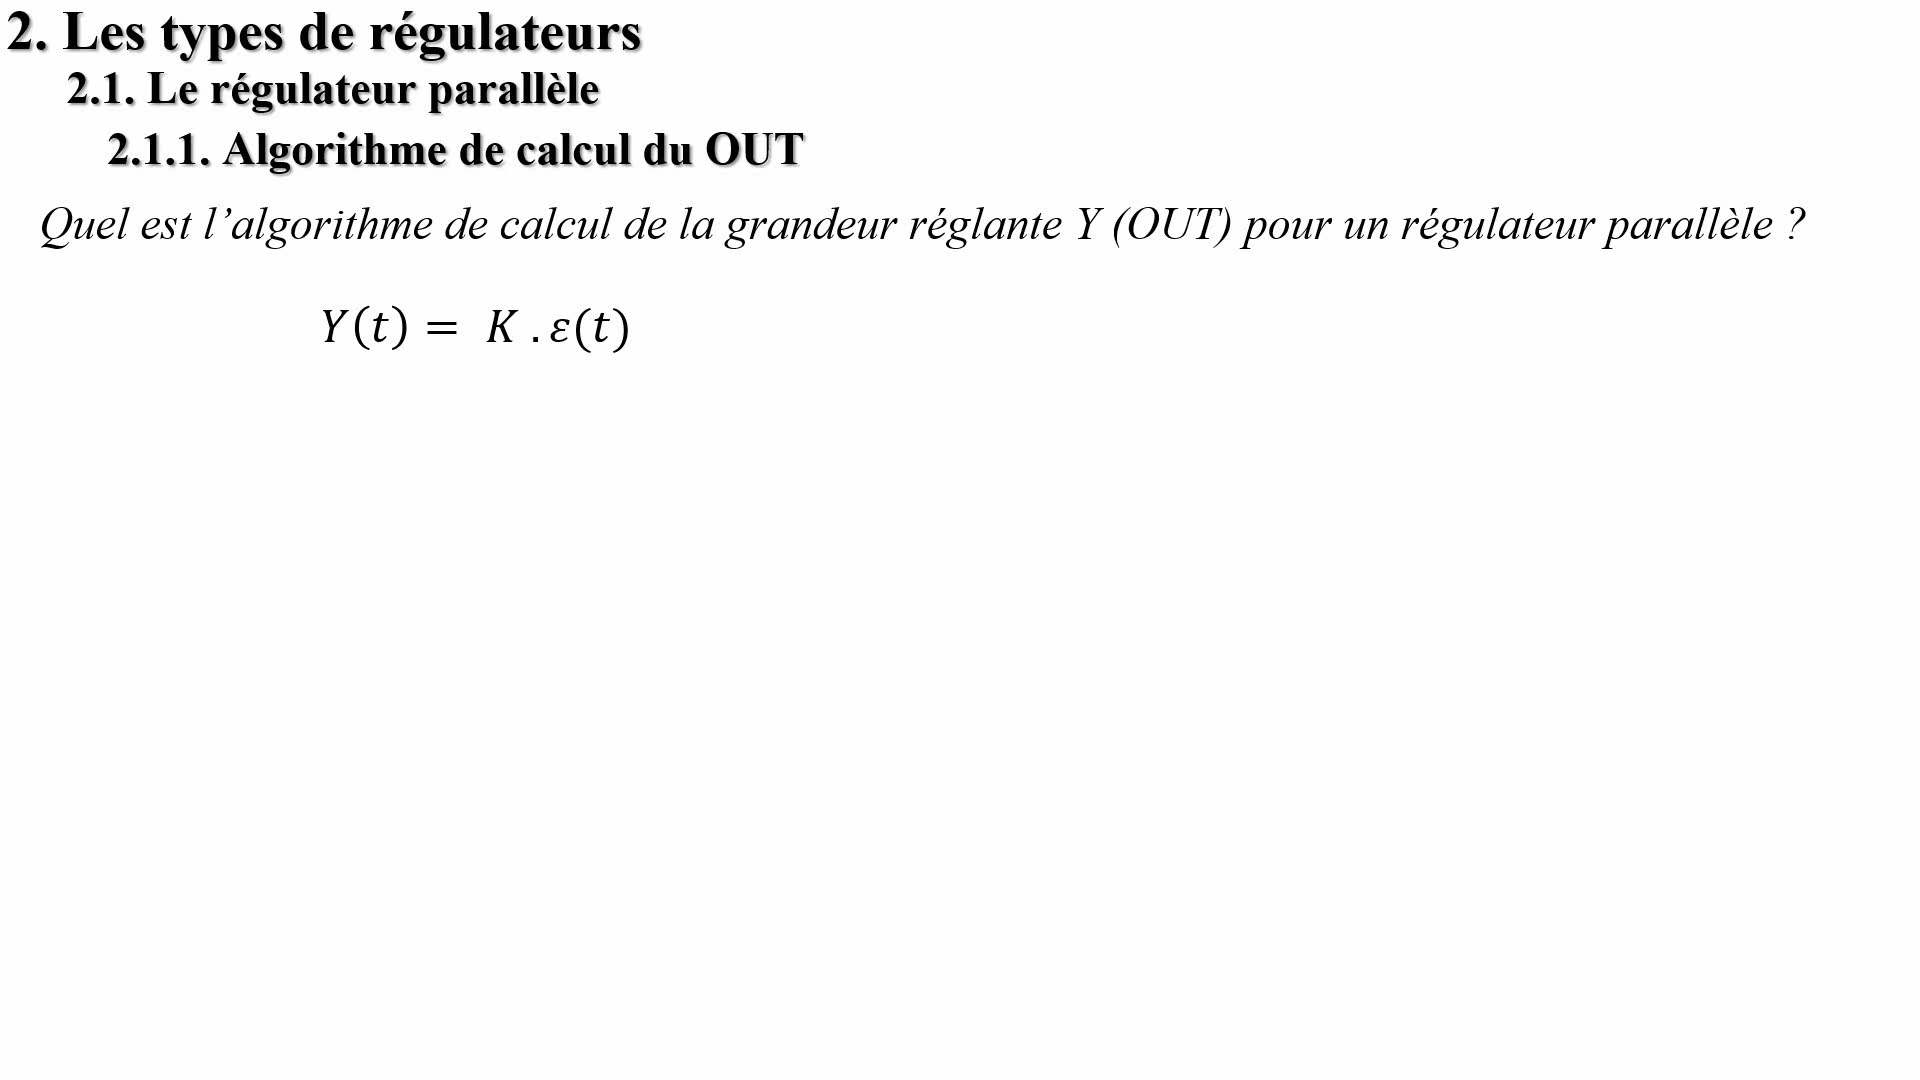 2. Les types de régulateurs
2.1. Le régulateur parallèle
2.1.1. Algorithme de calcul du OUT
Quel est l’algorithme de calcul de la grandeur réglante Y (OUT) pour un régulateur parallèle ?
Y(t) = K . ε(t)